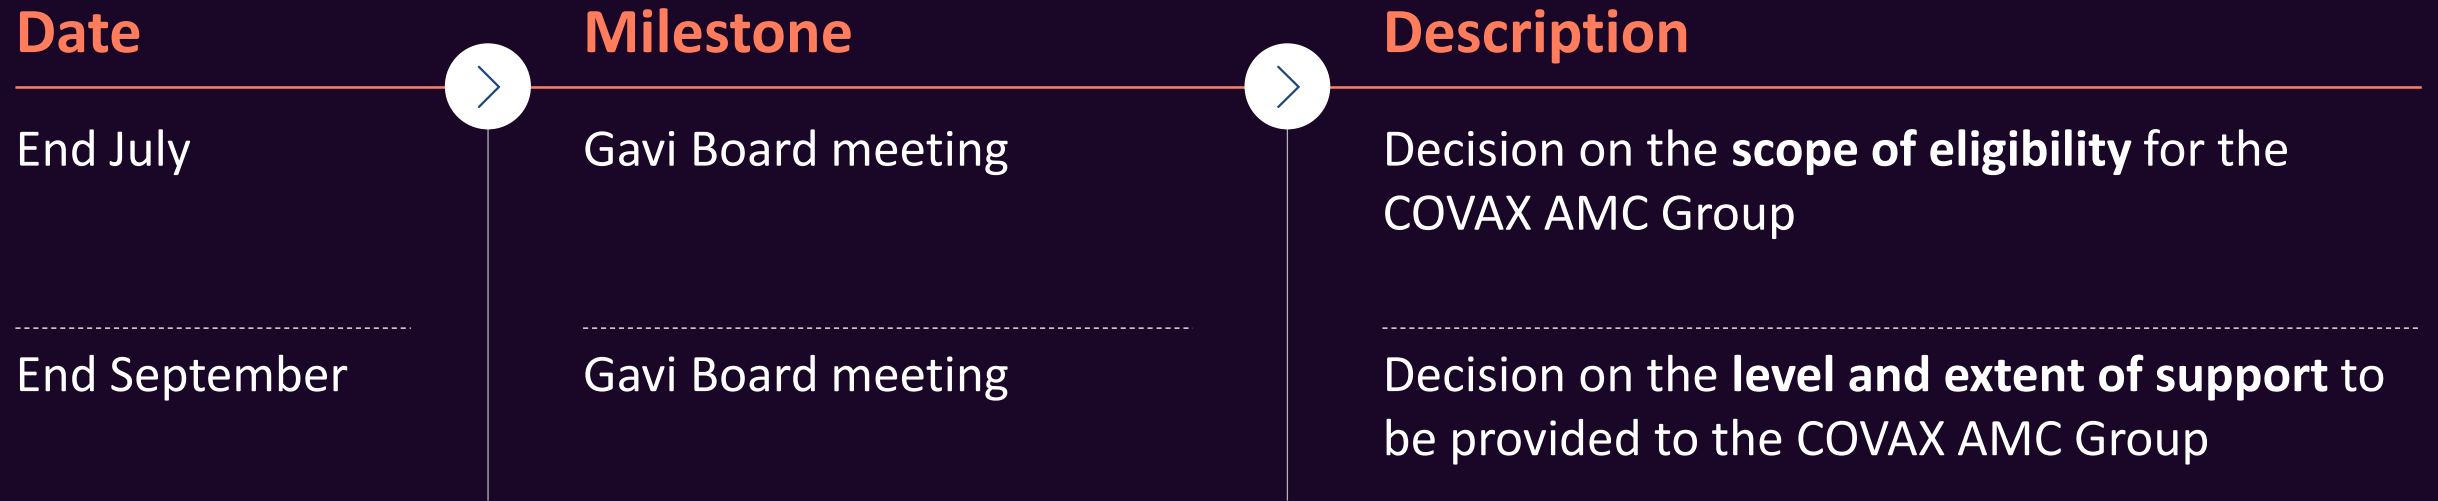 Date
Milestone
Description
End July
Gavi Board meeting
Decision on the scope of eligibility for the
COVAX AMC Group
End September
Gavi Board meeting
Decision on the level and extent of support to
be provided to the COVAX AMC Group